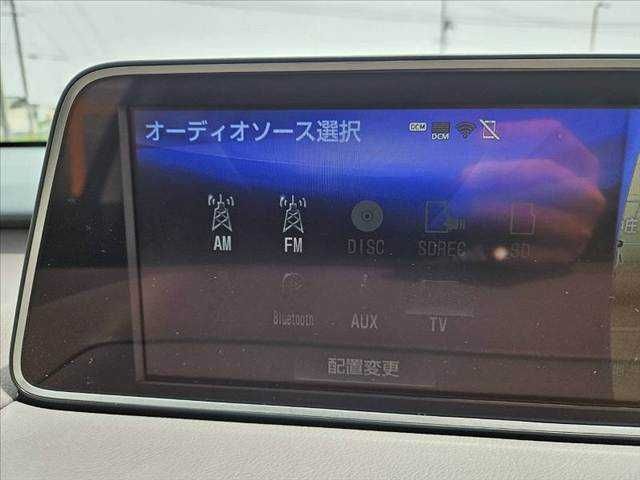 オーディオソース選択 DCM DCM
AM FM DISC SDREC SD
Bluetooth AUX TV
配置変更